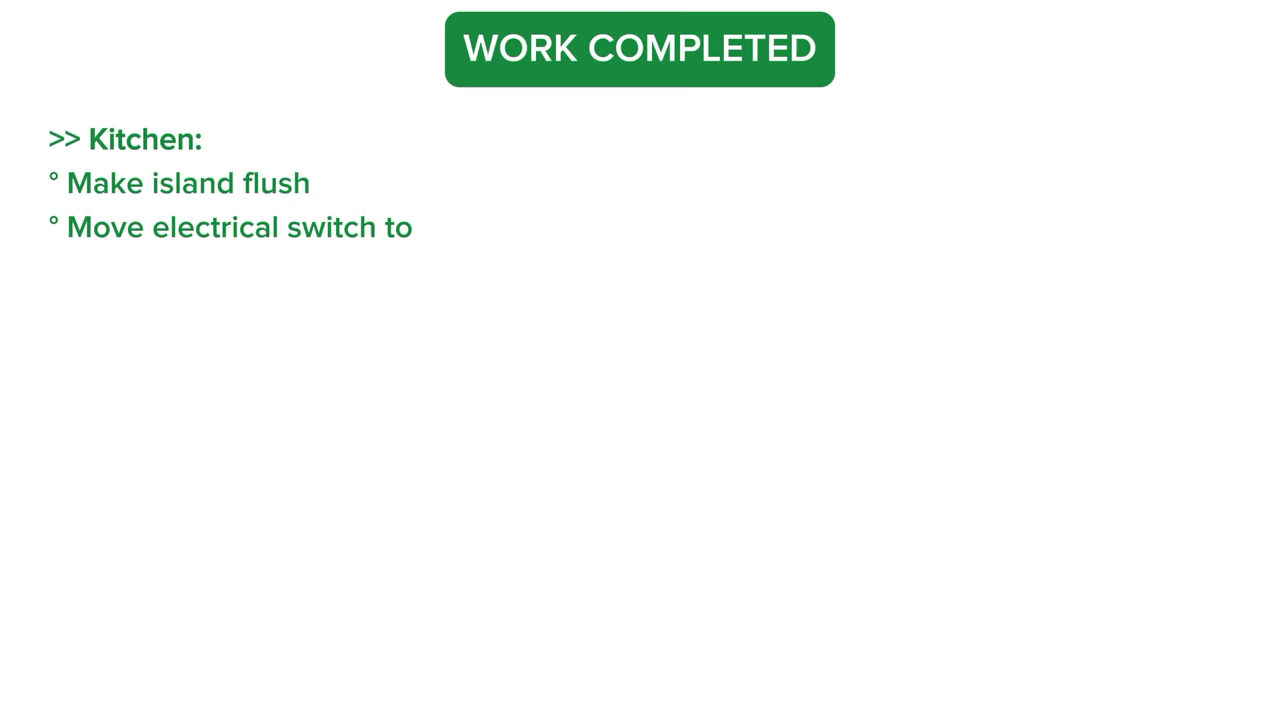 WORK COMPLETED
>> Kitchen:
° Make island flush
° Move electrical switch to